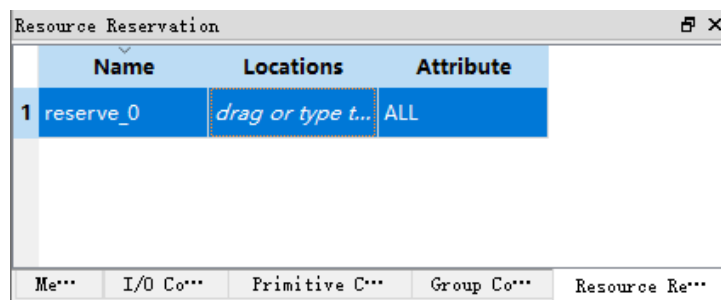 Resource Reservation
Name Locations Attribute
1 reserve_0 drag or type t... ALL
Me... I/O Co... Primitive C... Group Co... Resource Re...